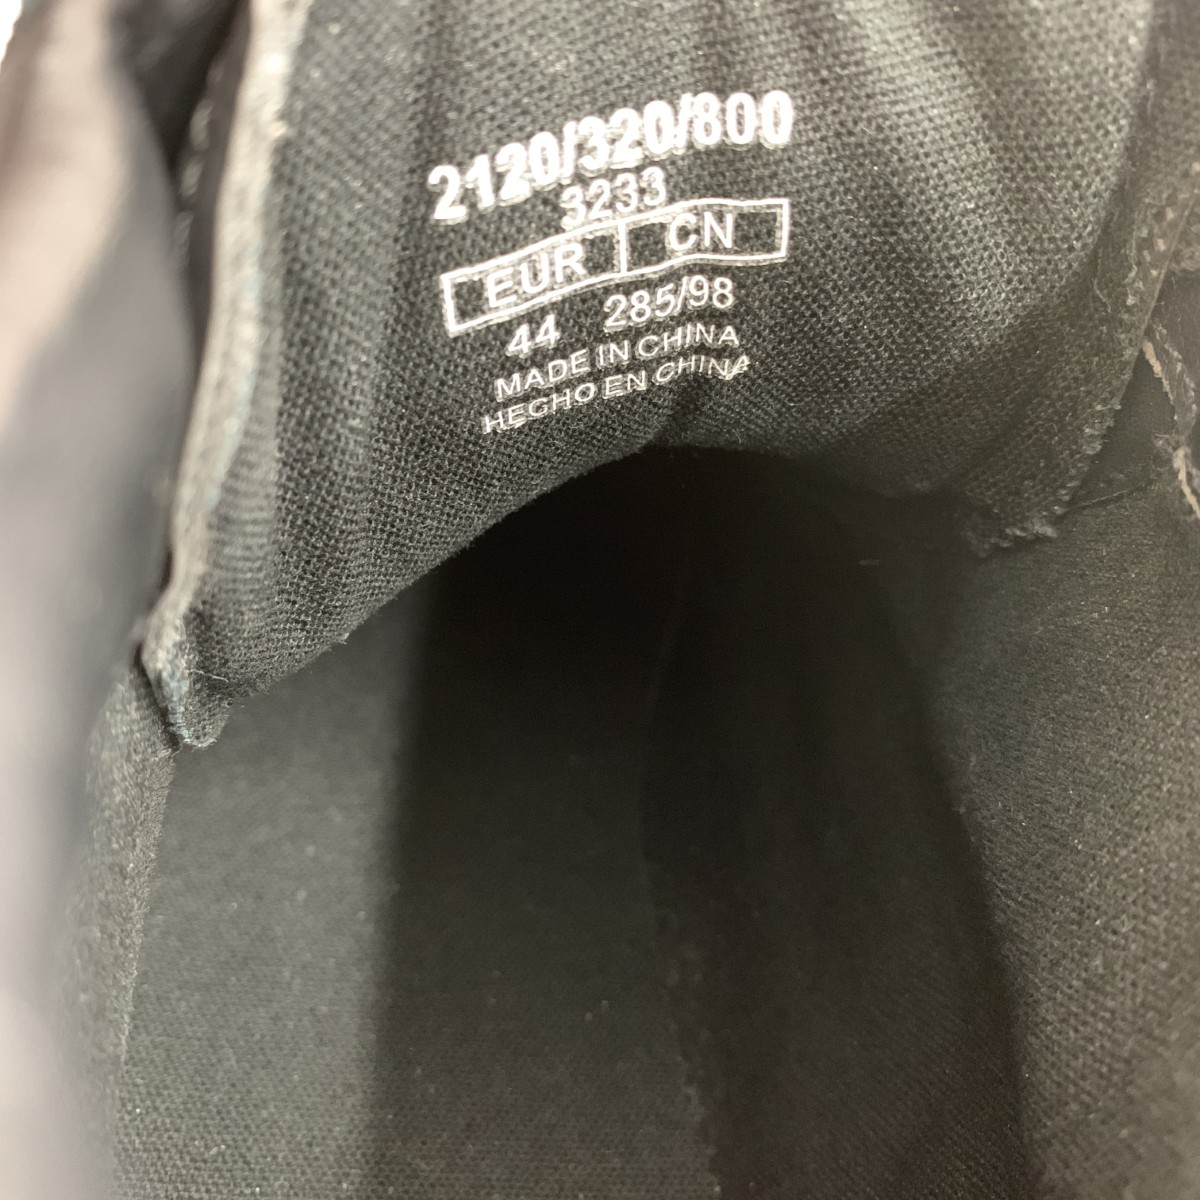 2120/320/800
3233
EUR CN
44 285/98
MADE IN CHINA
HECHO EN CHINA